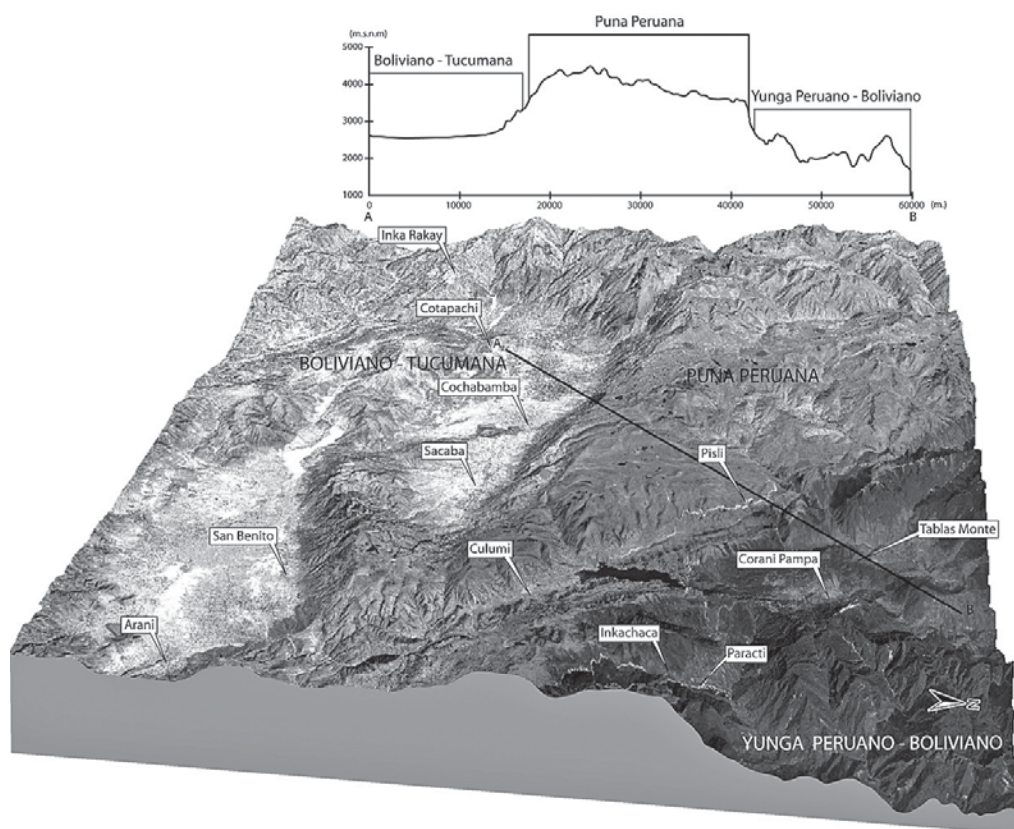 Puna Peruana
(m.s.n.m)
5000
Boliviano - Tucumana
4000
Yunga Peruano - Boliviano
3000
2000
1000
0 10000 20000 30000 40000 50000 60000 (m.)
A B
Inka Rakay
Cotapachi
A
BOLIVIANO - TUCUMANA
PUNA PERUANA
Cochabamba
Sacaba
Pisli
San Benito
Tablas Monte
Culumi
Corani Pampa
B
Arani
Inkachaca
Paracti
N
YUNGA PERUANO - BOLIVIANO